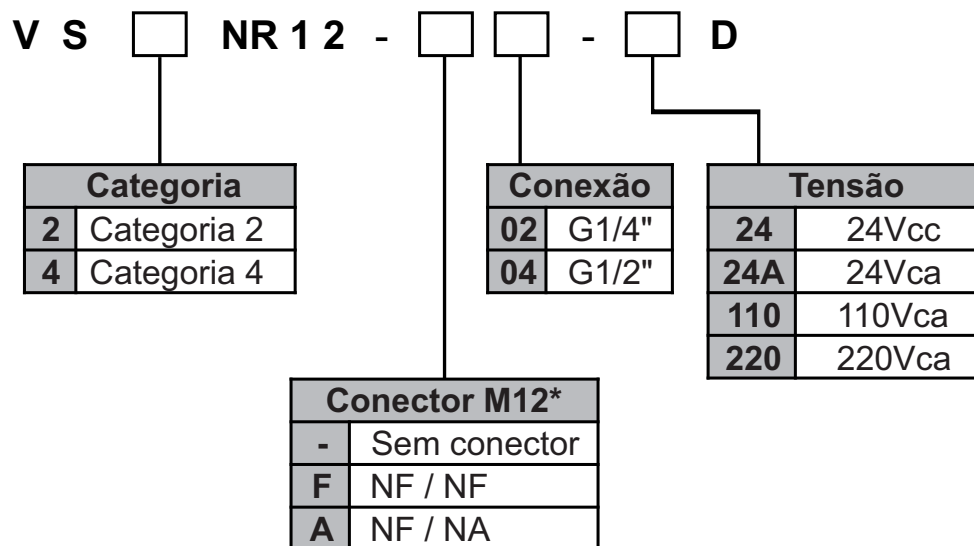 V S NR 1 2 - - D
Categoria
2 Categoria 2
4 Categoria 4
Conexão
02 G1/4"
04 G1/2"
Tensão
24 24Vcc
24A 24Vca
110 110Vca
220 220Vca
Conector M12*
- Sem conector
F NF / NF
A NF / NA